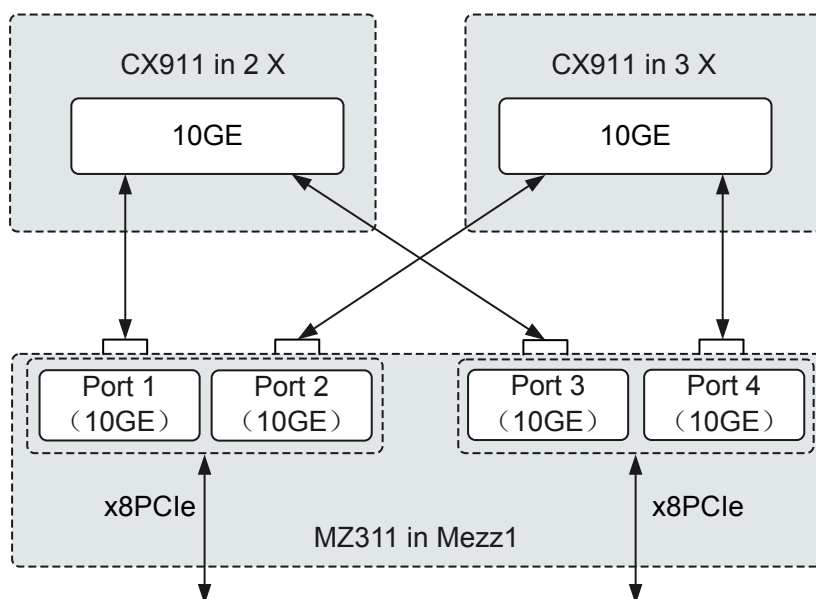 CX911 in 2 X
CX911 in 3 X
10GE
10GE
Port 1
（10GE）
Port 2
（10GE）
Port 3
（10GE）
Port 4
（10GE）
x8PCIe
x8PCIe
MZ311 in Mezz1